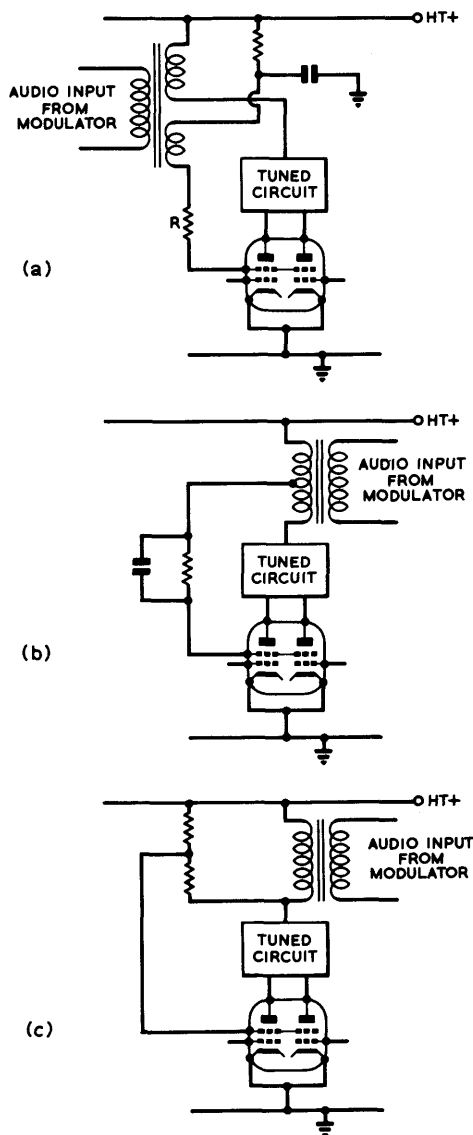 HT+
AUDIO INPUT
FROM
MODULATOR
TUNED
CIRCUIT
R
(a)
HT+
AUDIO INPUT
FROM
MODULATOR
TUNED
CIRCUIT
(b)
HT+
AUDIO INPUT
FROM
MODULATOR
TUNED
CIRCUIT
(c)